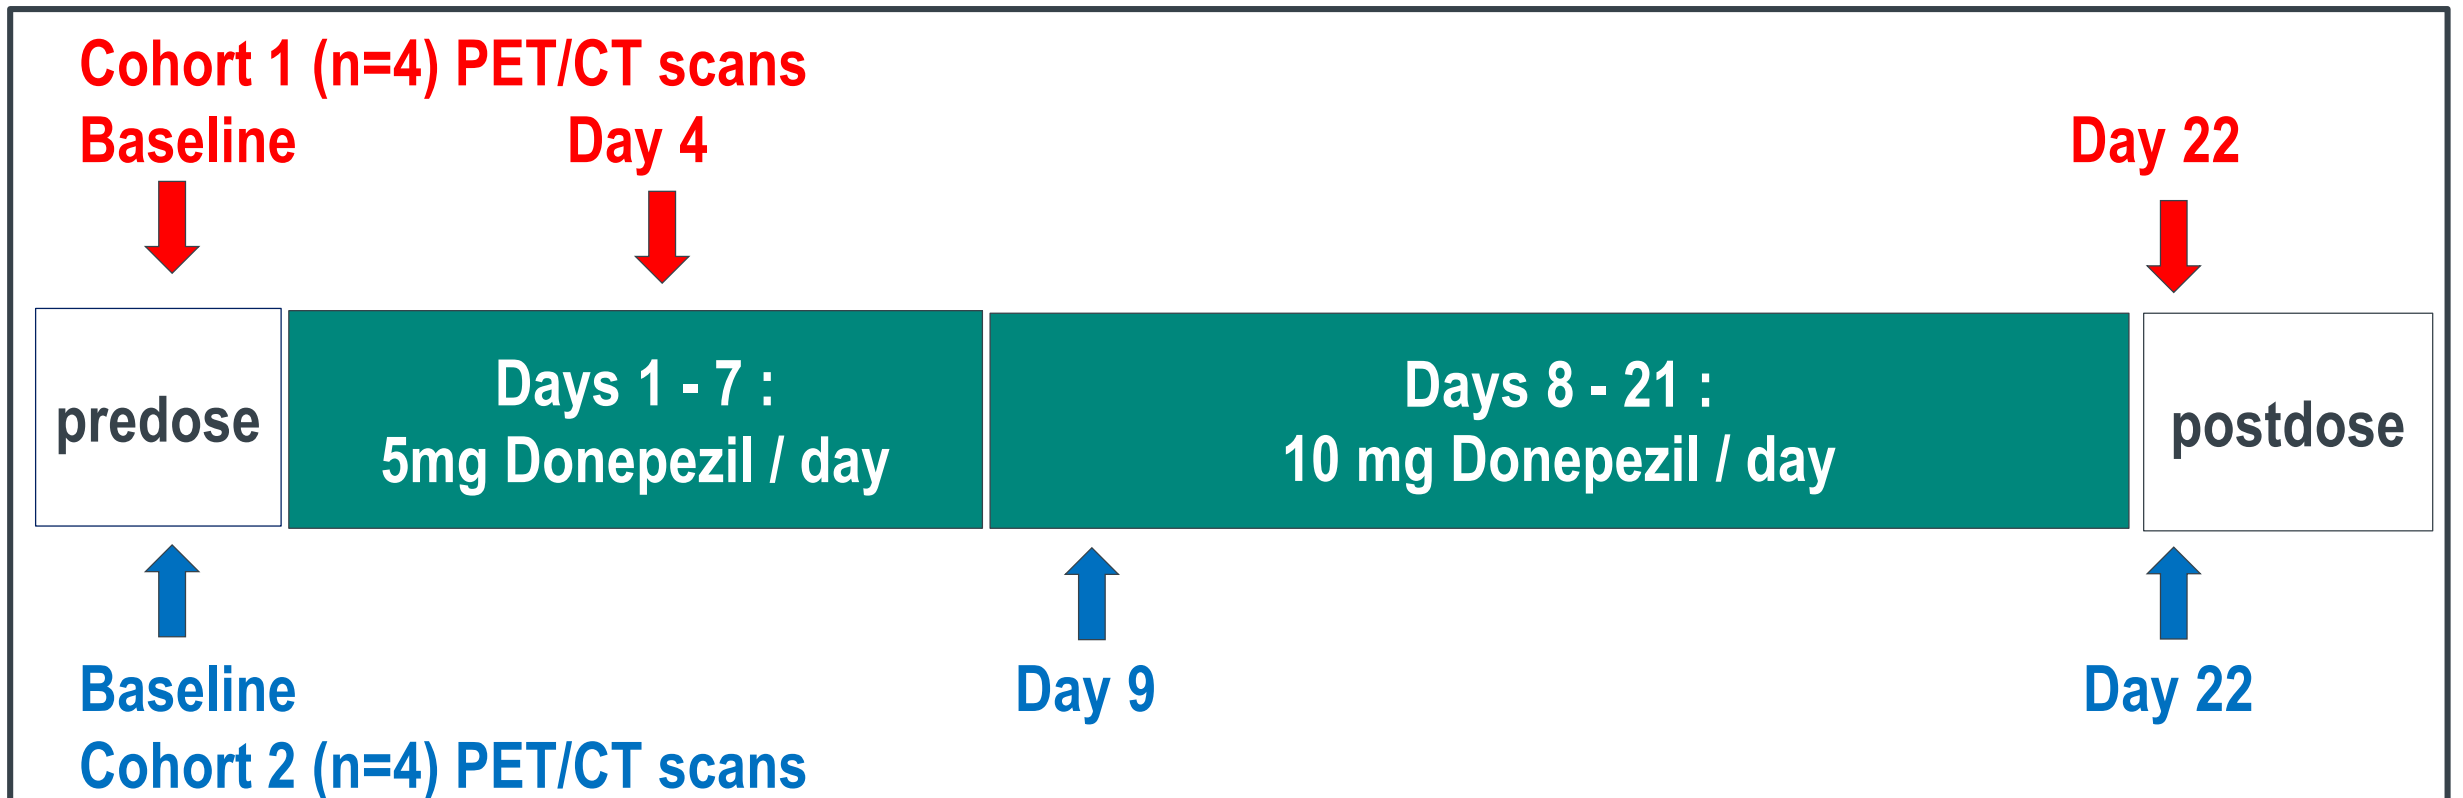 Cohort 1 (n=4) PET/CT scans
Baseline
Day 4
Day 22
predose
Days 1 - 7 :
5mg Donepezil / day
Days 8 - 21 :
10 mg Donepezil / day
postdose
Baseline
Day 9
Day 22
Cohort 2 (n=4) PET/CT scans